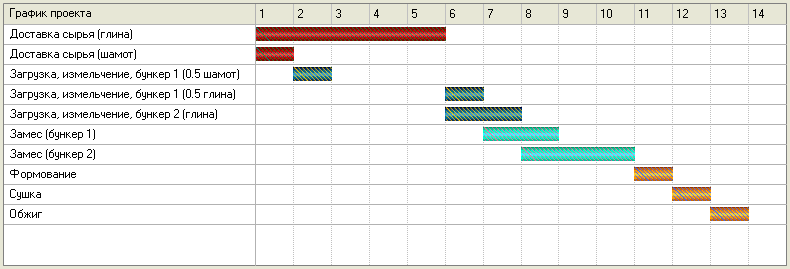 График проекта 1 2 3 4 5 6 7 8 9 10 11 12 13 14
Доставка сырья (глина)
Доставка сырья (шамот)
Загрузка, измельчение, бункер 1 (0.5 шамот)
Загрузка, измельчение, бункер 1 (0.5 глина)
Загрузка, измельчение, бункер 2 (глина)
Замес (бункер 1)
Замес (бункер 2)
Формование
Сушка
Обжиг